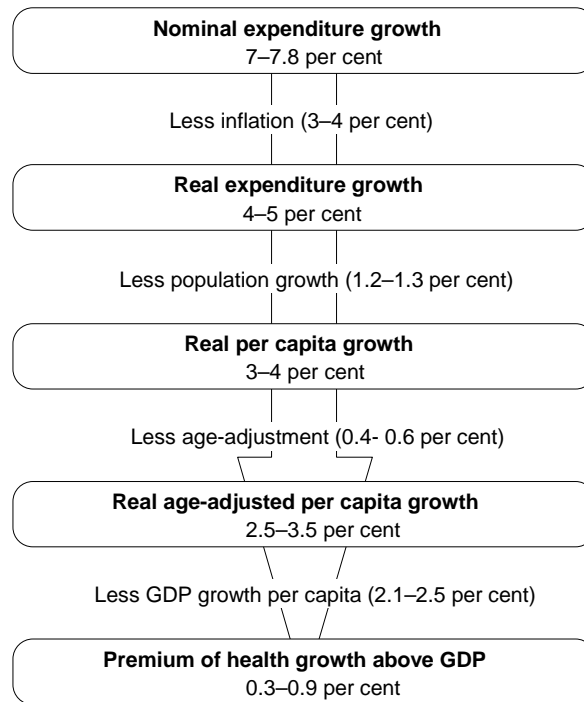 Nominal expenditure growth
7–7.8 per cent
Less inflation (3–4 per cent)
Real expenditure growth
4–5 per cent
Less population growth (1.2–1.3 per cent)
Real per capita growth
3–4 per cent
Less age-adjustment (0.4- 0.6 per cent)
Real age-adjusted per capita growth
2.5–3.5 per cent
Less GDP growth per capita (2.1–2.5 per cent)
Premium of health growth above GDP
0.3–0.9 per cent